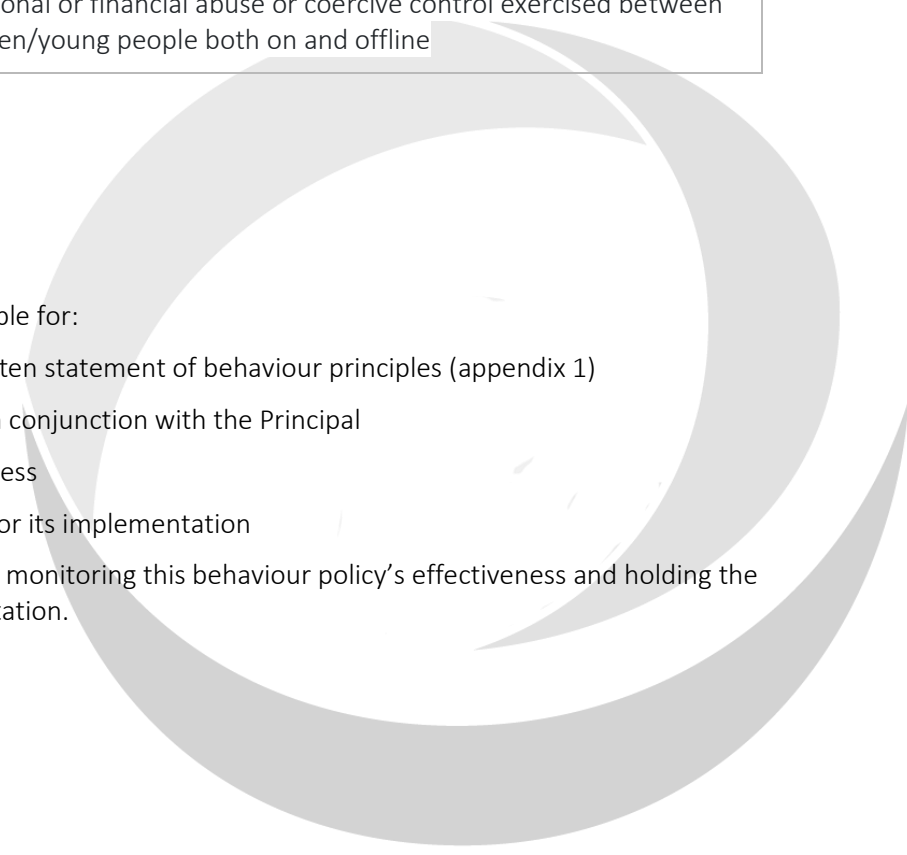 onal or financial abuse or coercive control exercised between
en/young people both on and offline
ble for:
ten statement of behaviour principles (appendix 1)
conjunction with the Principal
ess
or its implementation
monitoring this behaviour policy’s effectiveness and holding the
tation.